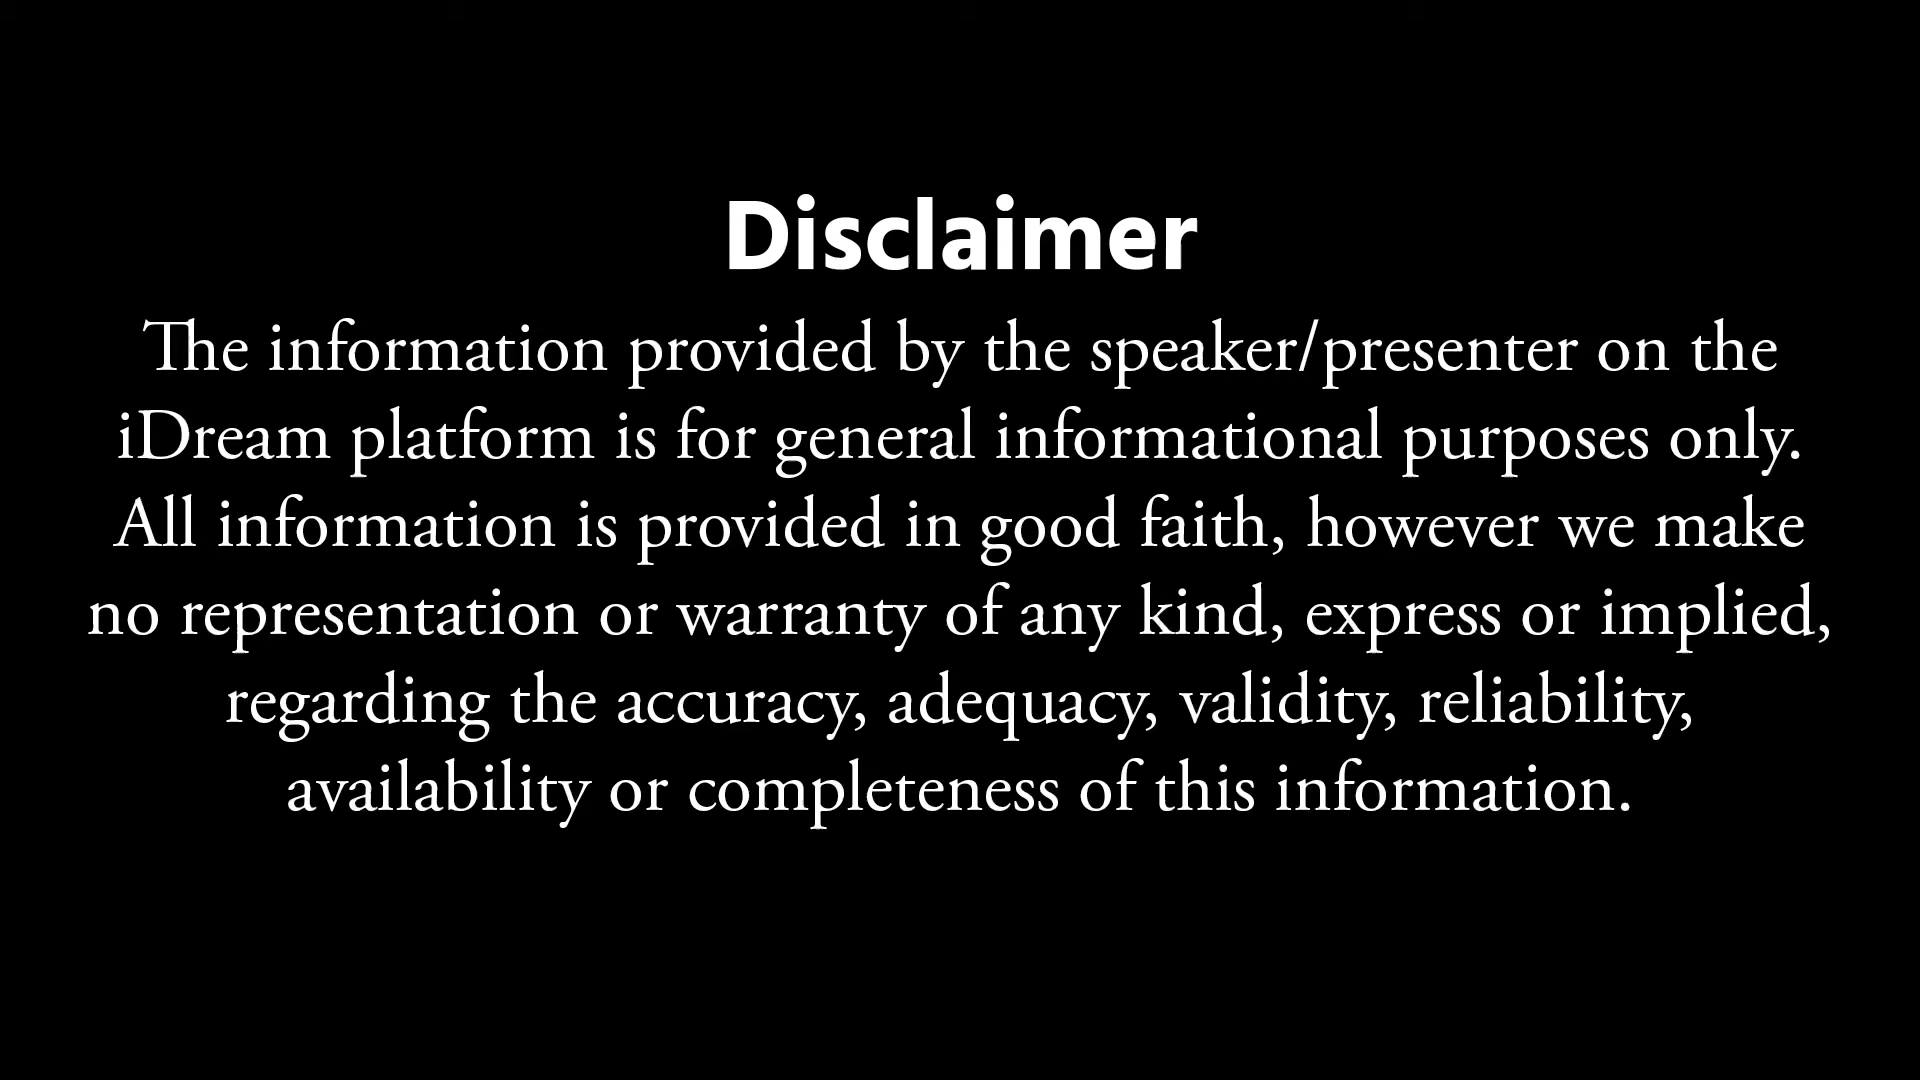 Disclaimer
The information provided by the speaker/presenter on the
iDream platform is for general informational purposes only.
All information is provided in good faith, however we make
no representation or warranty of any kind, express or implied,
regarding the accuracy, adequacy, validity, reliability,
availability or completeness of this information.